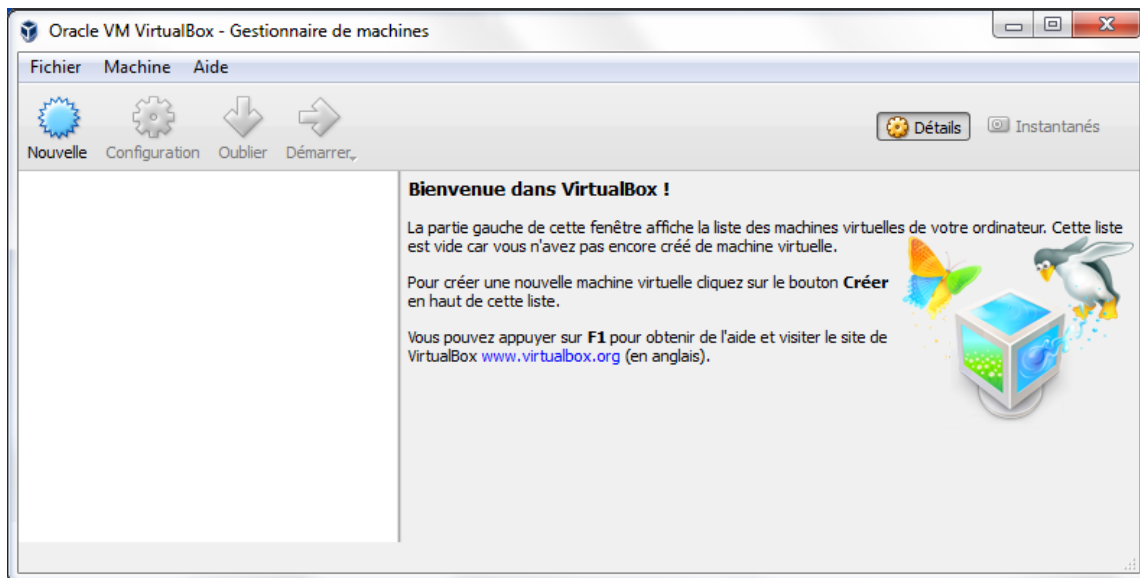 Oracle VM VirtualBox - Gestionnaire de machines
Fichier Machine Aide
Nouvelle Configuration Oublier Démarrer
Détails Instantanés
Bienvenue dans VirtualBox !
La partie gauche de cette fenêtre affiche la liste des machines virtuelles de votre ordinateur. Cette liste
est vide car vous n'avez pas encore créé de machine virtuelle.
Pour créer une nouvelle machine virtuelle cliquez sur le bouton Créer
en haut de cette liste.
Vous pouvez appuyer sur F1 pour obtenir de l'aide et visiter le site de
VirtualBox www.virtualbox.org (en anglais).